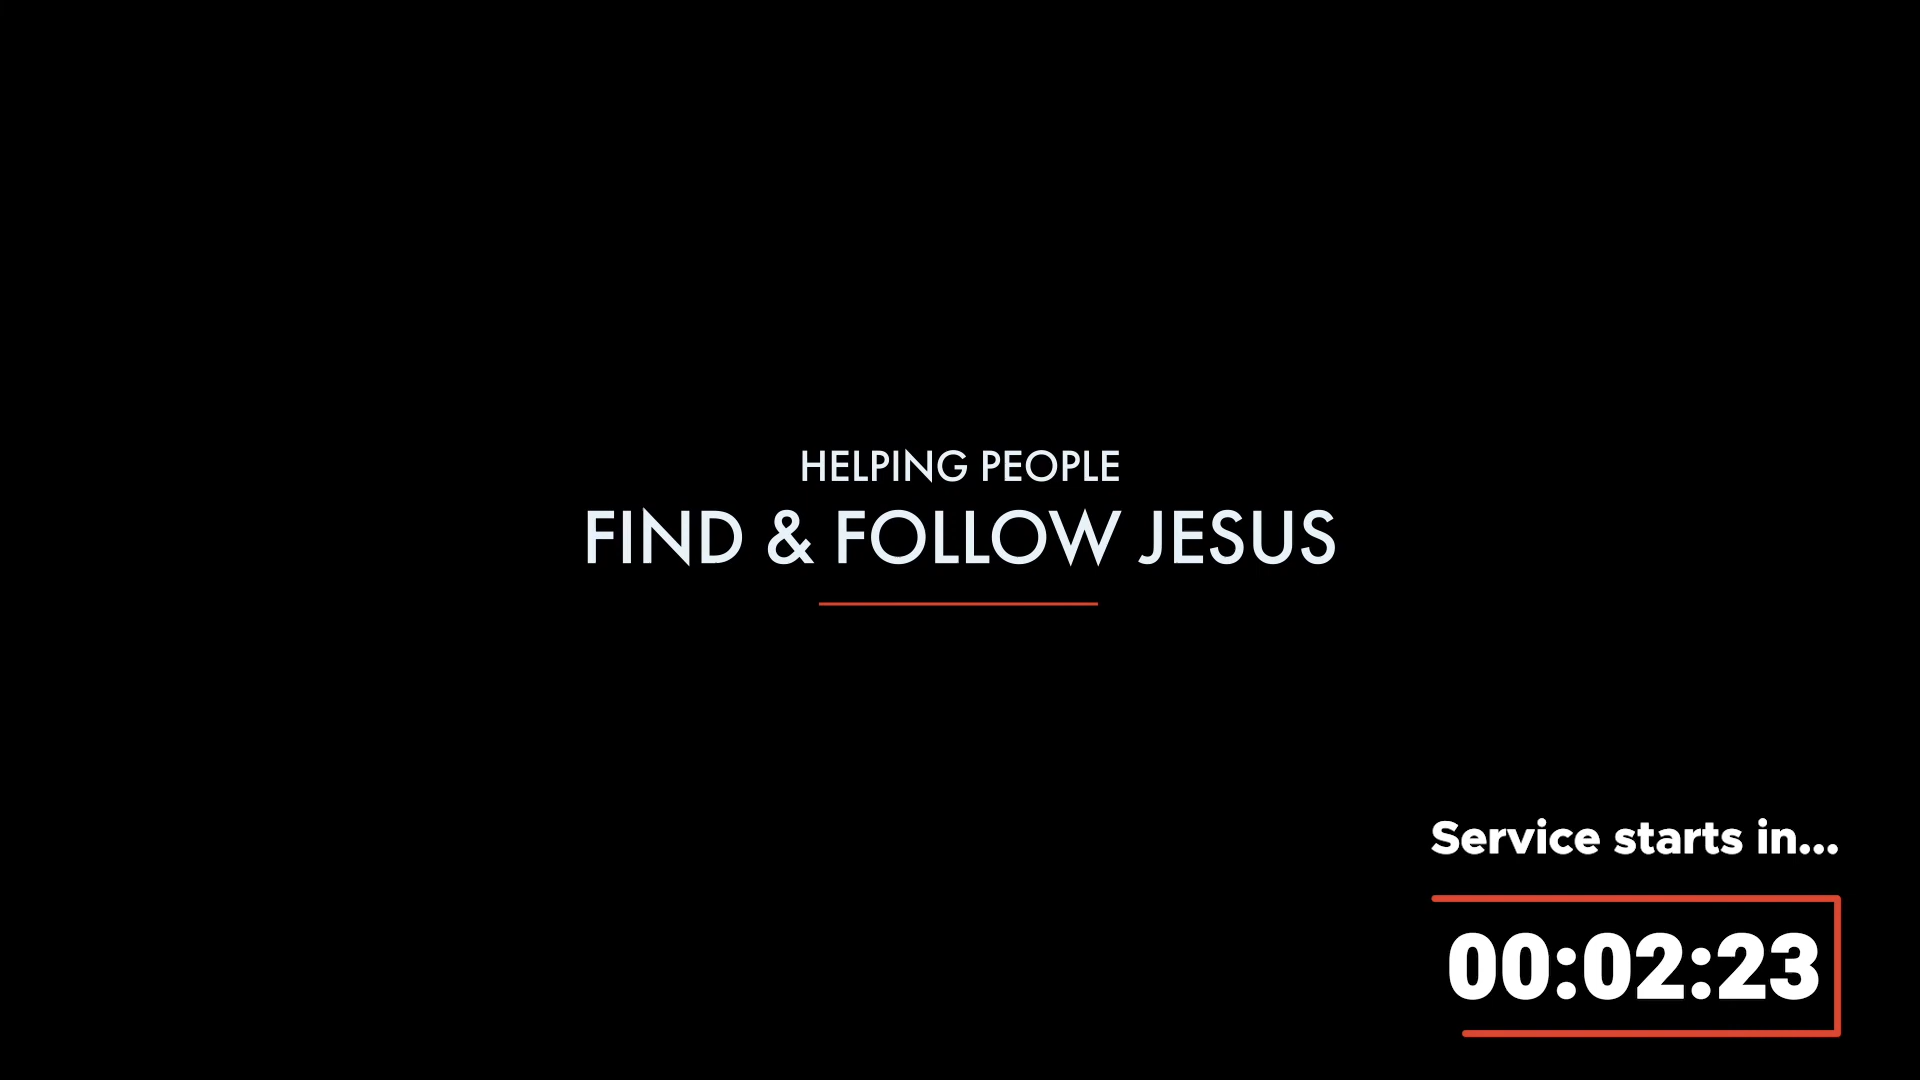 HELPING PEOPLE
FIND & FOLLOW JESUS
Service starts in...
00:02:23